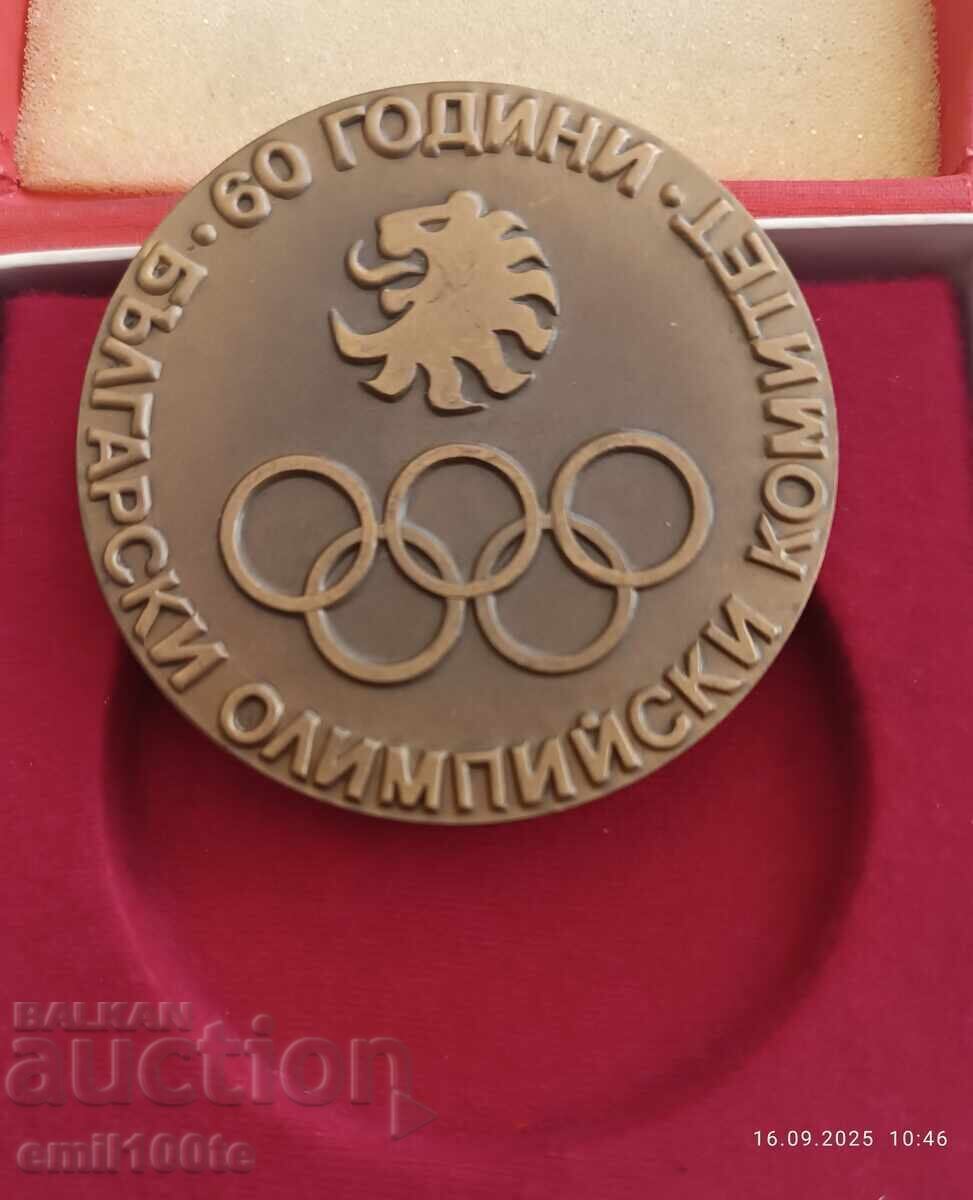 · 60 ГОДИНИ ·
БЪЛГАРСКИ ОЛИМПИЙСКИ КОМИТЕТ
BALKAN
auction
emil100te
16.09.2025 10:46